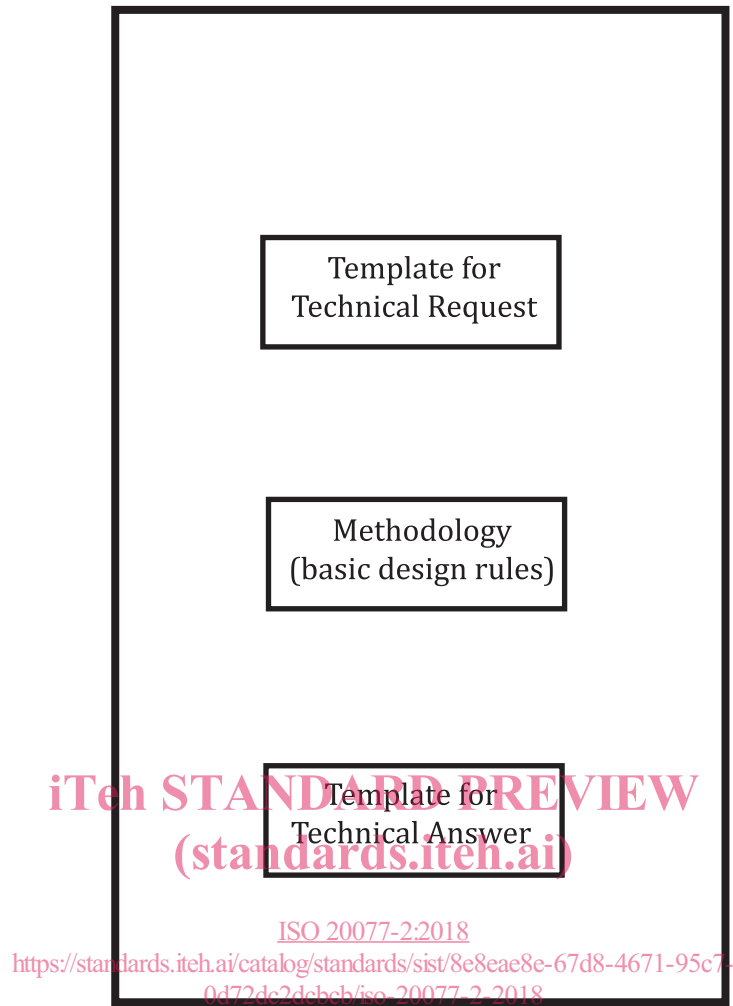 Template for
Technical Request
Methodology
(basic design rules)
iTeh STANDARD PREVIEW
Template for
Technical Answer
(standards.iteh.ai)
ISO 20077-2:2018
https://standards.iteh.ai/catalog/standards/sist/8e8eae8e-67d8-4671-95c7-
0d72dc2dcbcb/iso-20077-2-2018